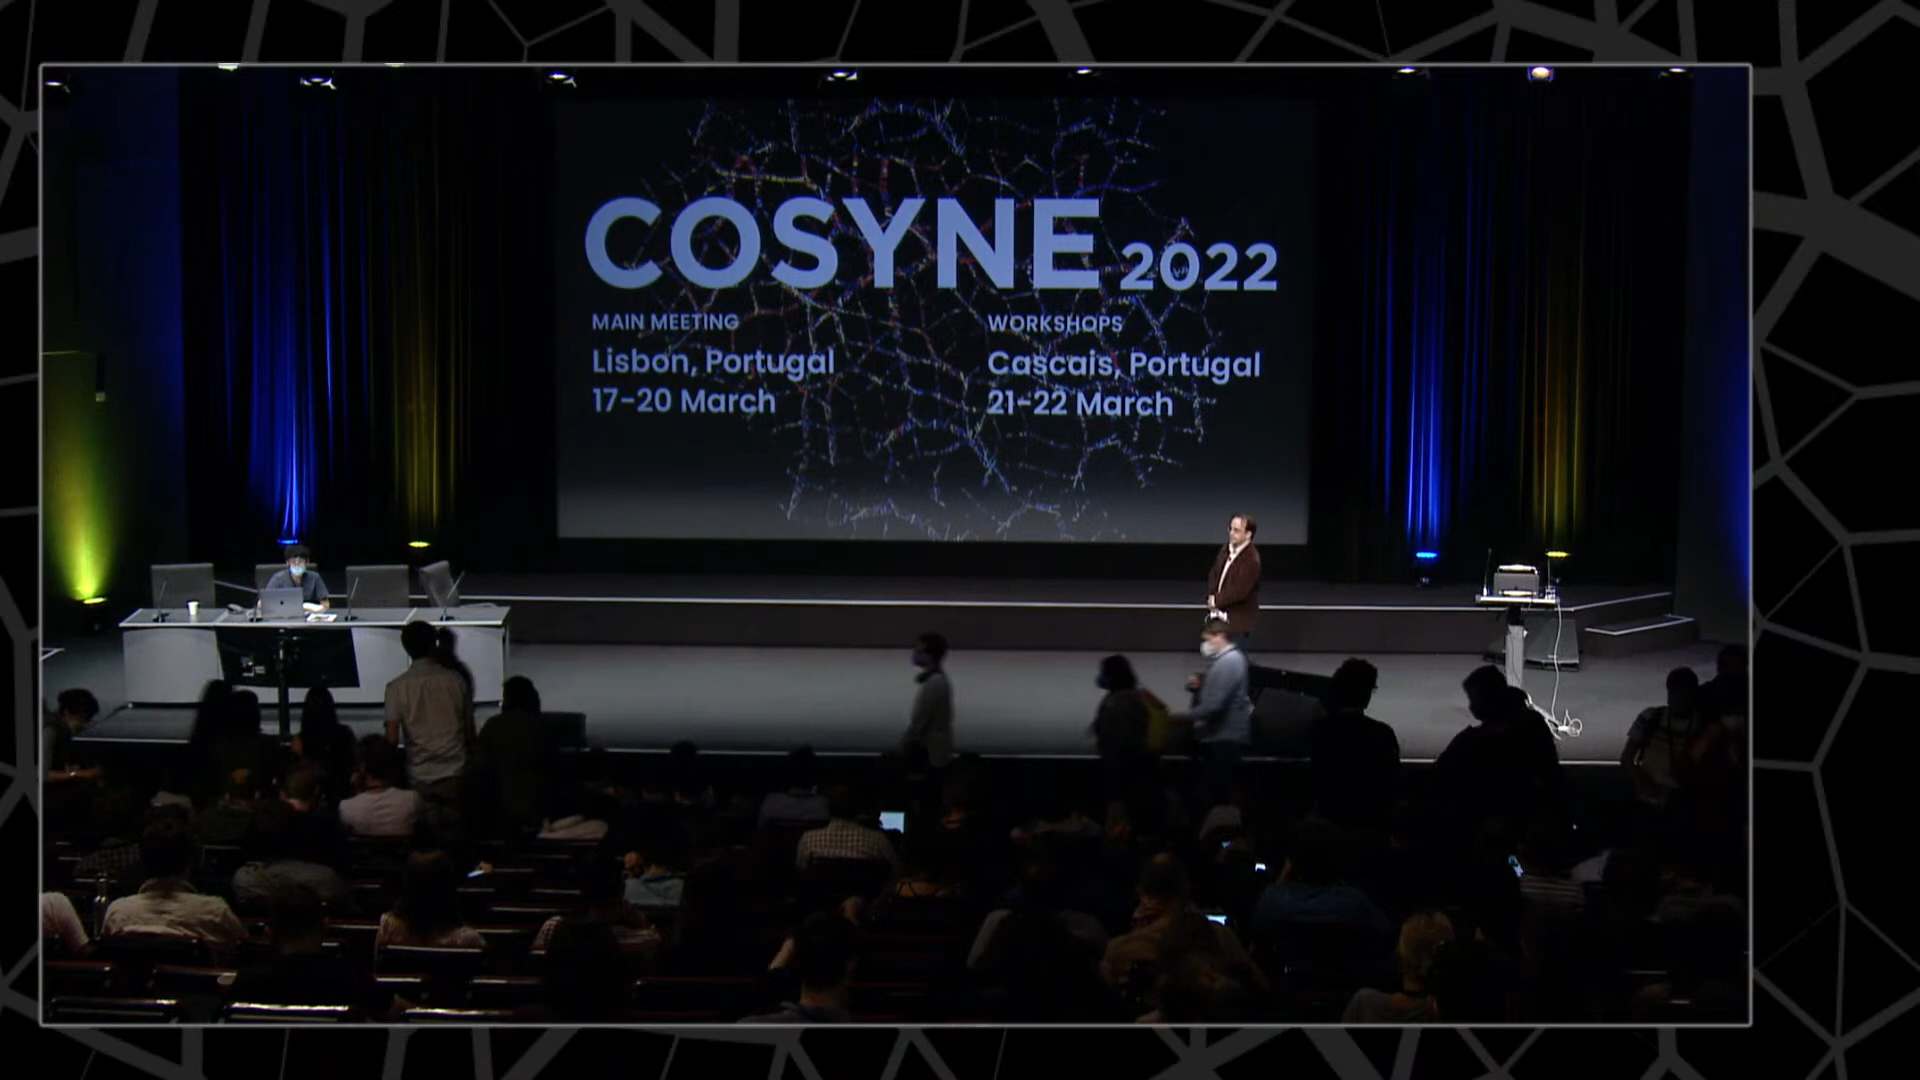 COSYNE 2022
MAIN MEETING
Lisbon, Portugal
17-20 March
WORKSHOPS
Cascais, Portugal
21-22 March